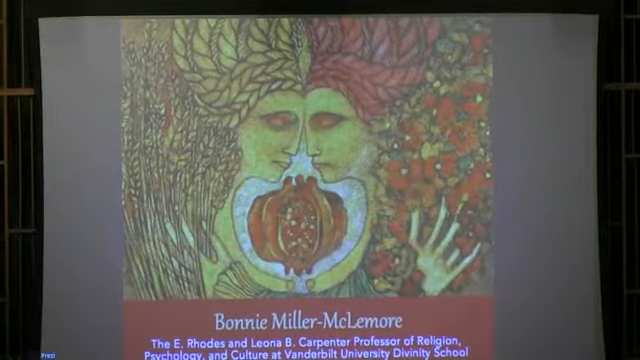 Bonnie Miller-McLemore
The E. Rhodes and Leona B. Carpenter Professor of Religion,
Psychology, and Culture at Vanderbilt University Divinity School
Prezi